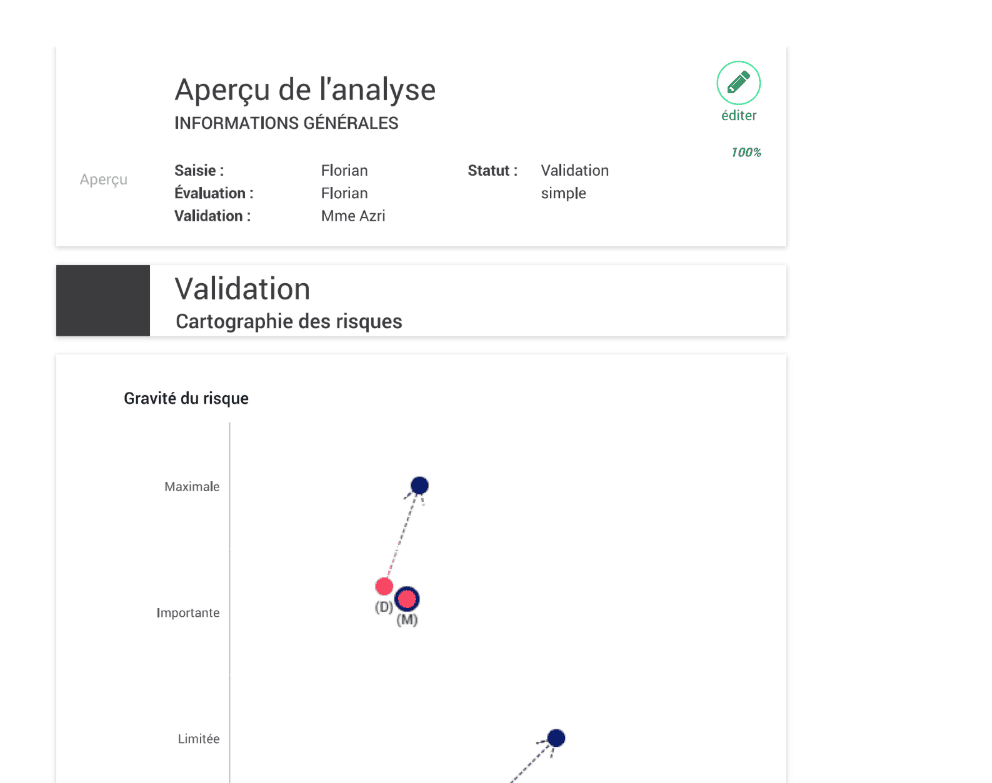 Aperçu de l'analyse
INFORMATIONS GÉNÉRALES
éditer
100%
Aperçu
Saisie : Florian Statut : Validation
Évaluation : Florian simple
Validation : Mme Azri
Validation
Cartographie des risques
Gravité du risque
Maximale
(D)
(M)
Importante
Limitée